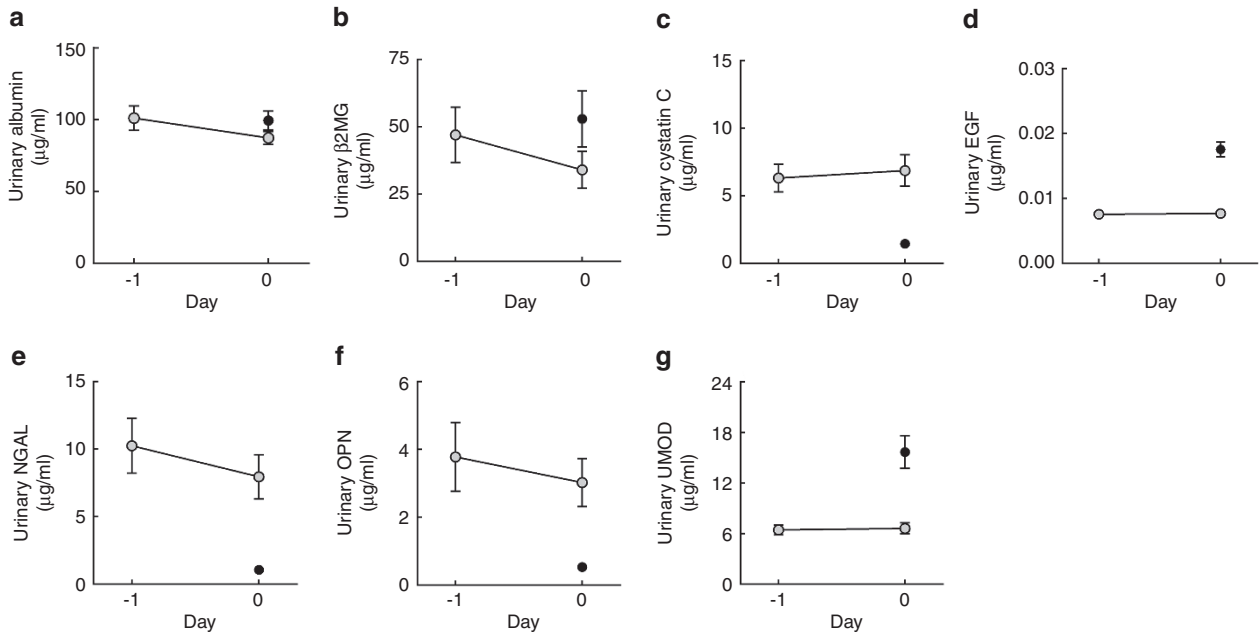 a
Urinary albumin
(μg/ml)
150
100
50
0
-1 0
Day
b
Urinary β2MG
(μg/ml)
75
50
25
0
-1 0
Day
c
Urinary cystatin C
(μg/ml)
15
10
5
0
-1 0
Day
d
Urinary EGF
(μg/ml)
0.03
0.02
0.01
0.00
-1 0
Day
e
Urinary NGAL
(μg/ml)
15
10
5
0
-1 0
Day
f
Urinary OPN
(μg/ml)
6
4
2
0
-1 0
Day
g
Urinary UMOD
(μg/ml)
24
18
12
6
0
-1 0
Day